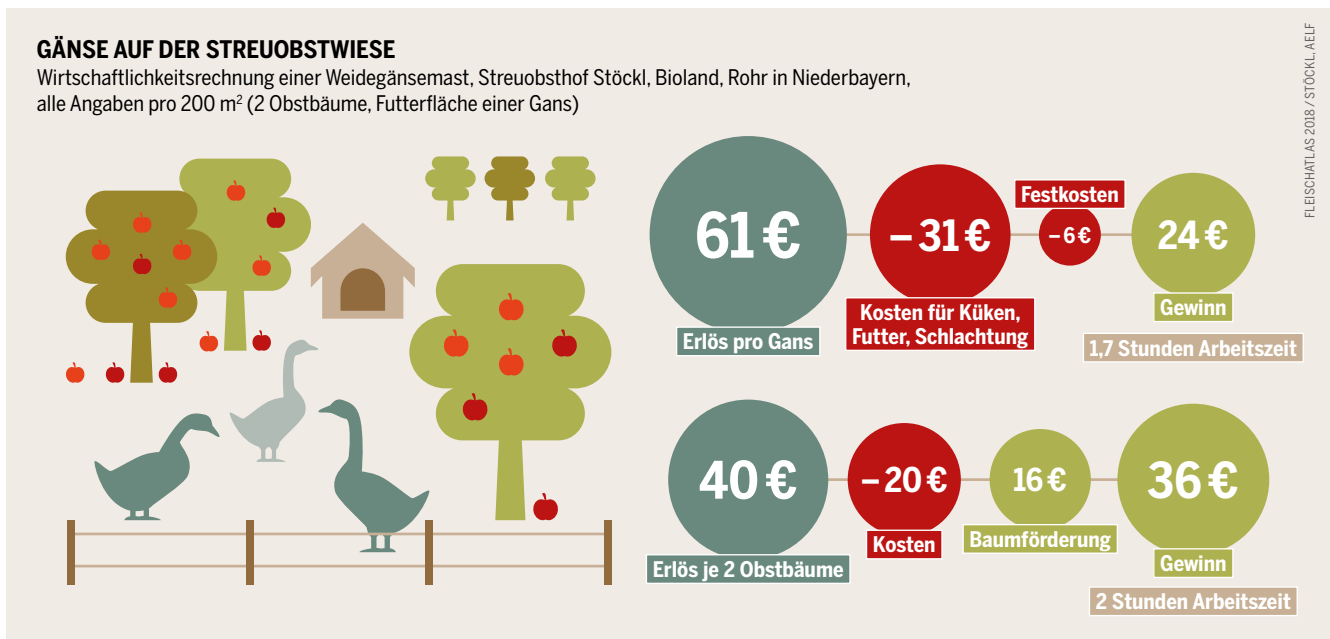 GÄNSE AUF DER STREUOBSTWIESE
Wirtschaftlichkeitsrechnung einer Weidegänsemast, Streuobsthof Stöckl, Bioland, Rohr in Niederbayern,
alle Angaben pro 200 m² (2 Obstbäume, Futterfläche einer Gans)
61 €
Erlös pro Gans
– 31 €
Kosten für Küken,
Futter, Schlachtung
Festkosten
– 6 €
24 €
Gewinn
1,7 Stunden Arbeitszeit
40 €
Erlös je 2 Obstbäume
– 20 €
Kosten
16 €
Baumförderung
36 €
Gewinn
2 Stunden Arbeitszeit
FLEISCHATLAS 2018 / STÖCKL, AELF